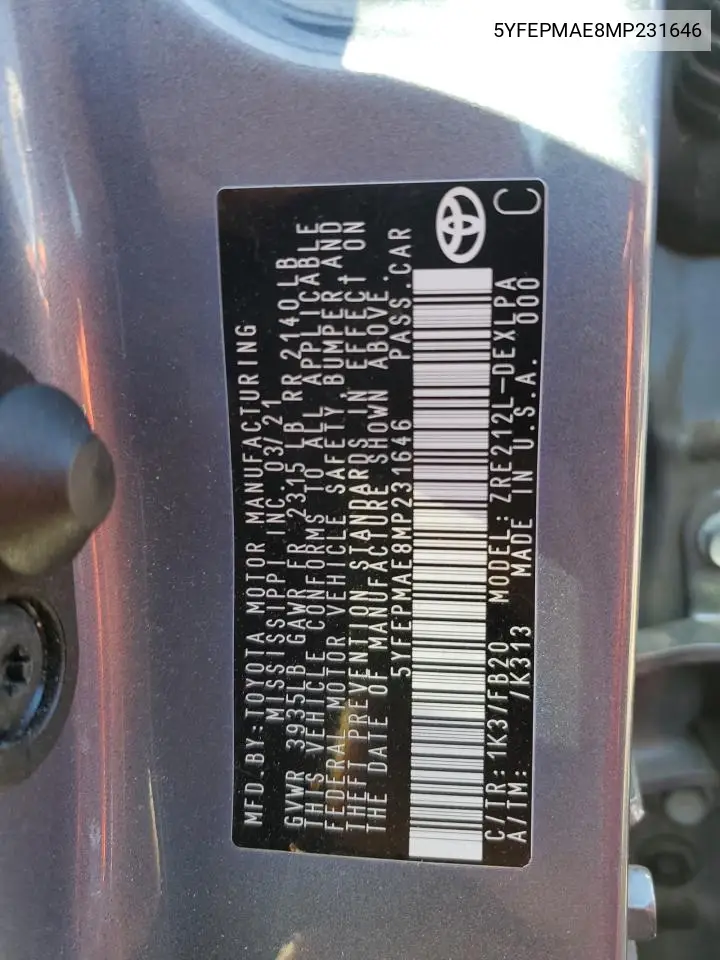 5YFEPMAE8MP231646
MFD.BY:TOYOTA MOTOR MANUFACTURING
MISSISSIPPI INC. 03/21
GVWR 3935LB GAWR FR 2315 LB RR 2140LB
THIS VEHICLE CONFORMS TO ALL APPLICABLE
FEDERAL MOTOR VEHICLE SAFETY, BUMPER, AND
THEFT PREVENTION STANDARDS IN EFFECT ON
THE DATE OF MANUFACTURE SHOWN ABOVE.
5YFEPMAE8MP231646 PASS.CAR
C/TR: 1K3/FB20 MODEL: ZRE212L-DEXLPA
A/TM: /K313 MADE IN U.S.A. 000
C